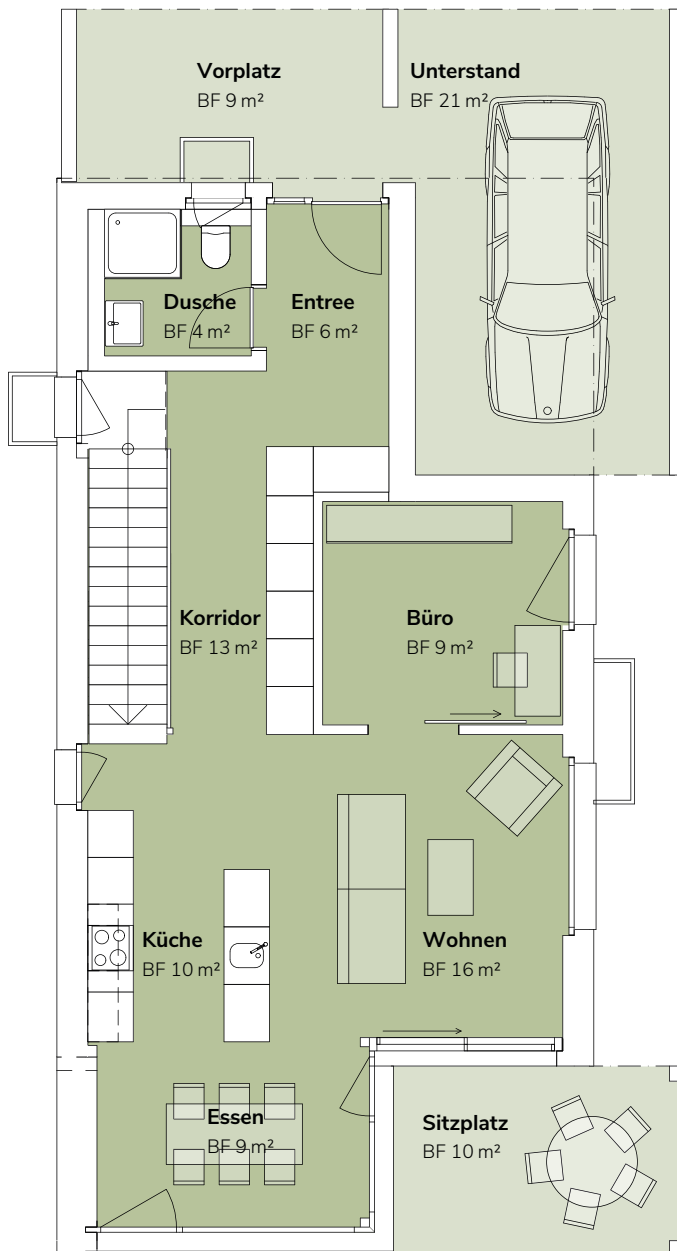 Vorplatz
BF 9 m²
Unterstand
BF 21 m²
Dusche
BF 4 m²
Entree
BF 6 m²
Korridor
BF 13 m²
Büro
BF 9 m²
Küche
BF 10 m²
Wohnen
BF 16 m²
Essen
BF 9 m²
Sitzplatz
BF 10 m²